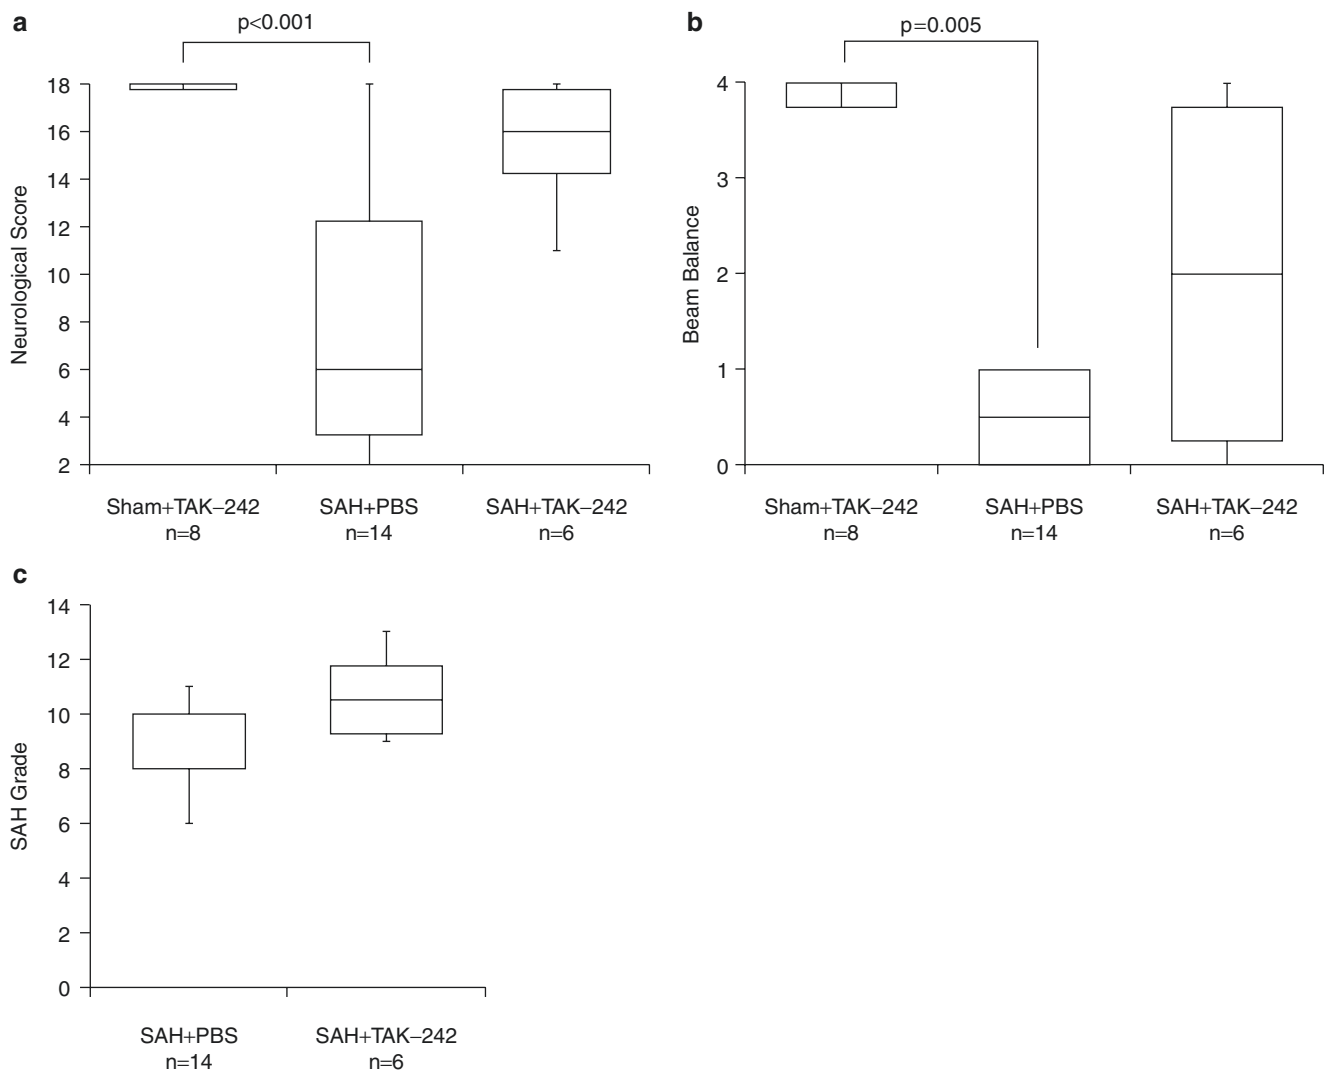 a
p<0.001
18
16
14
12
10
8
6
4
2
Neurological Score
Sham+TAK–242
n=8
SAH+PBS
n=14
SAH+TAK–242
n=6
b
p=0.005
4
3
2
1
0
Beam Balance
Sham+TAK–242
n=8
SAH+PBS
n=14
SAH+TAK–242
n=6
c
14
12
10
8
6
4
2
0
SAH Grade
SAH+PBS
n=14
SAH+TAK–242
n=6